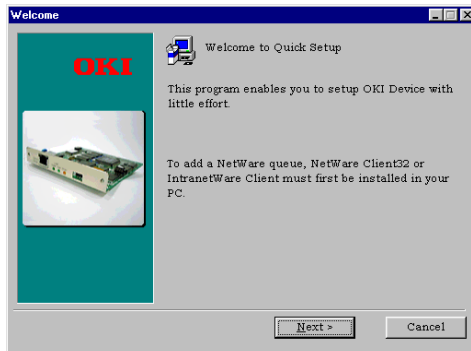 Welcome
OKI
Welcome to Quick Setup
This program enables you to setup OKI Device with
little effort.
To add a NetWare queue, NetWare Client32 or
IntranetWare Client must first be installed in your
PC.
Next >
Cancel